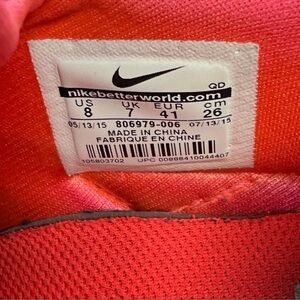 QD
nikebetterworld.com
US UK EUR cm
8 7 41 26
05/13/15 806979-006 07/13/15
MADE IN CHINA
FABRIQUE EN CHINE
105803702 UPC 00888410044407